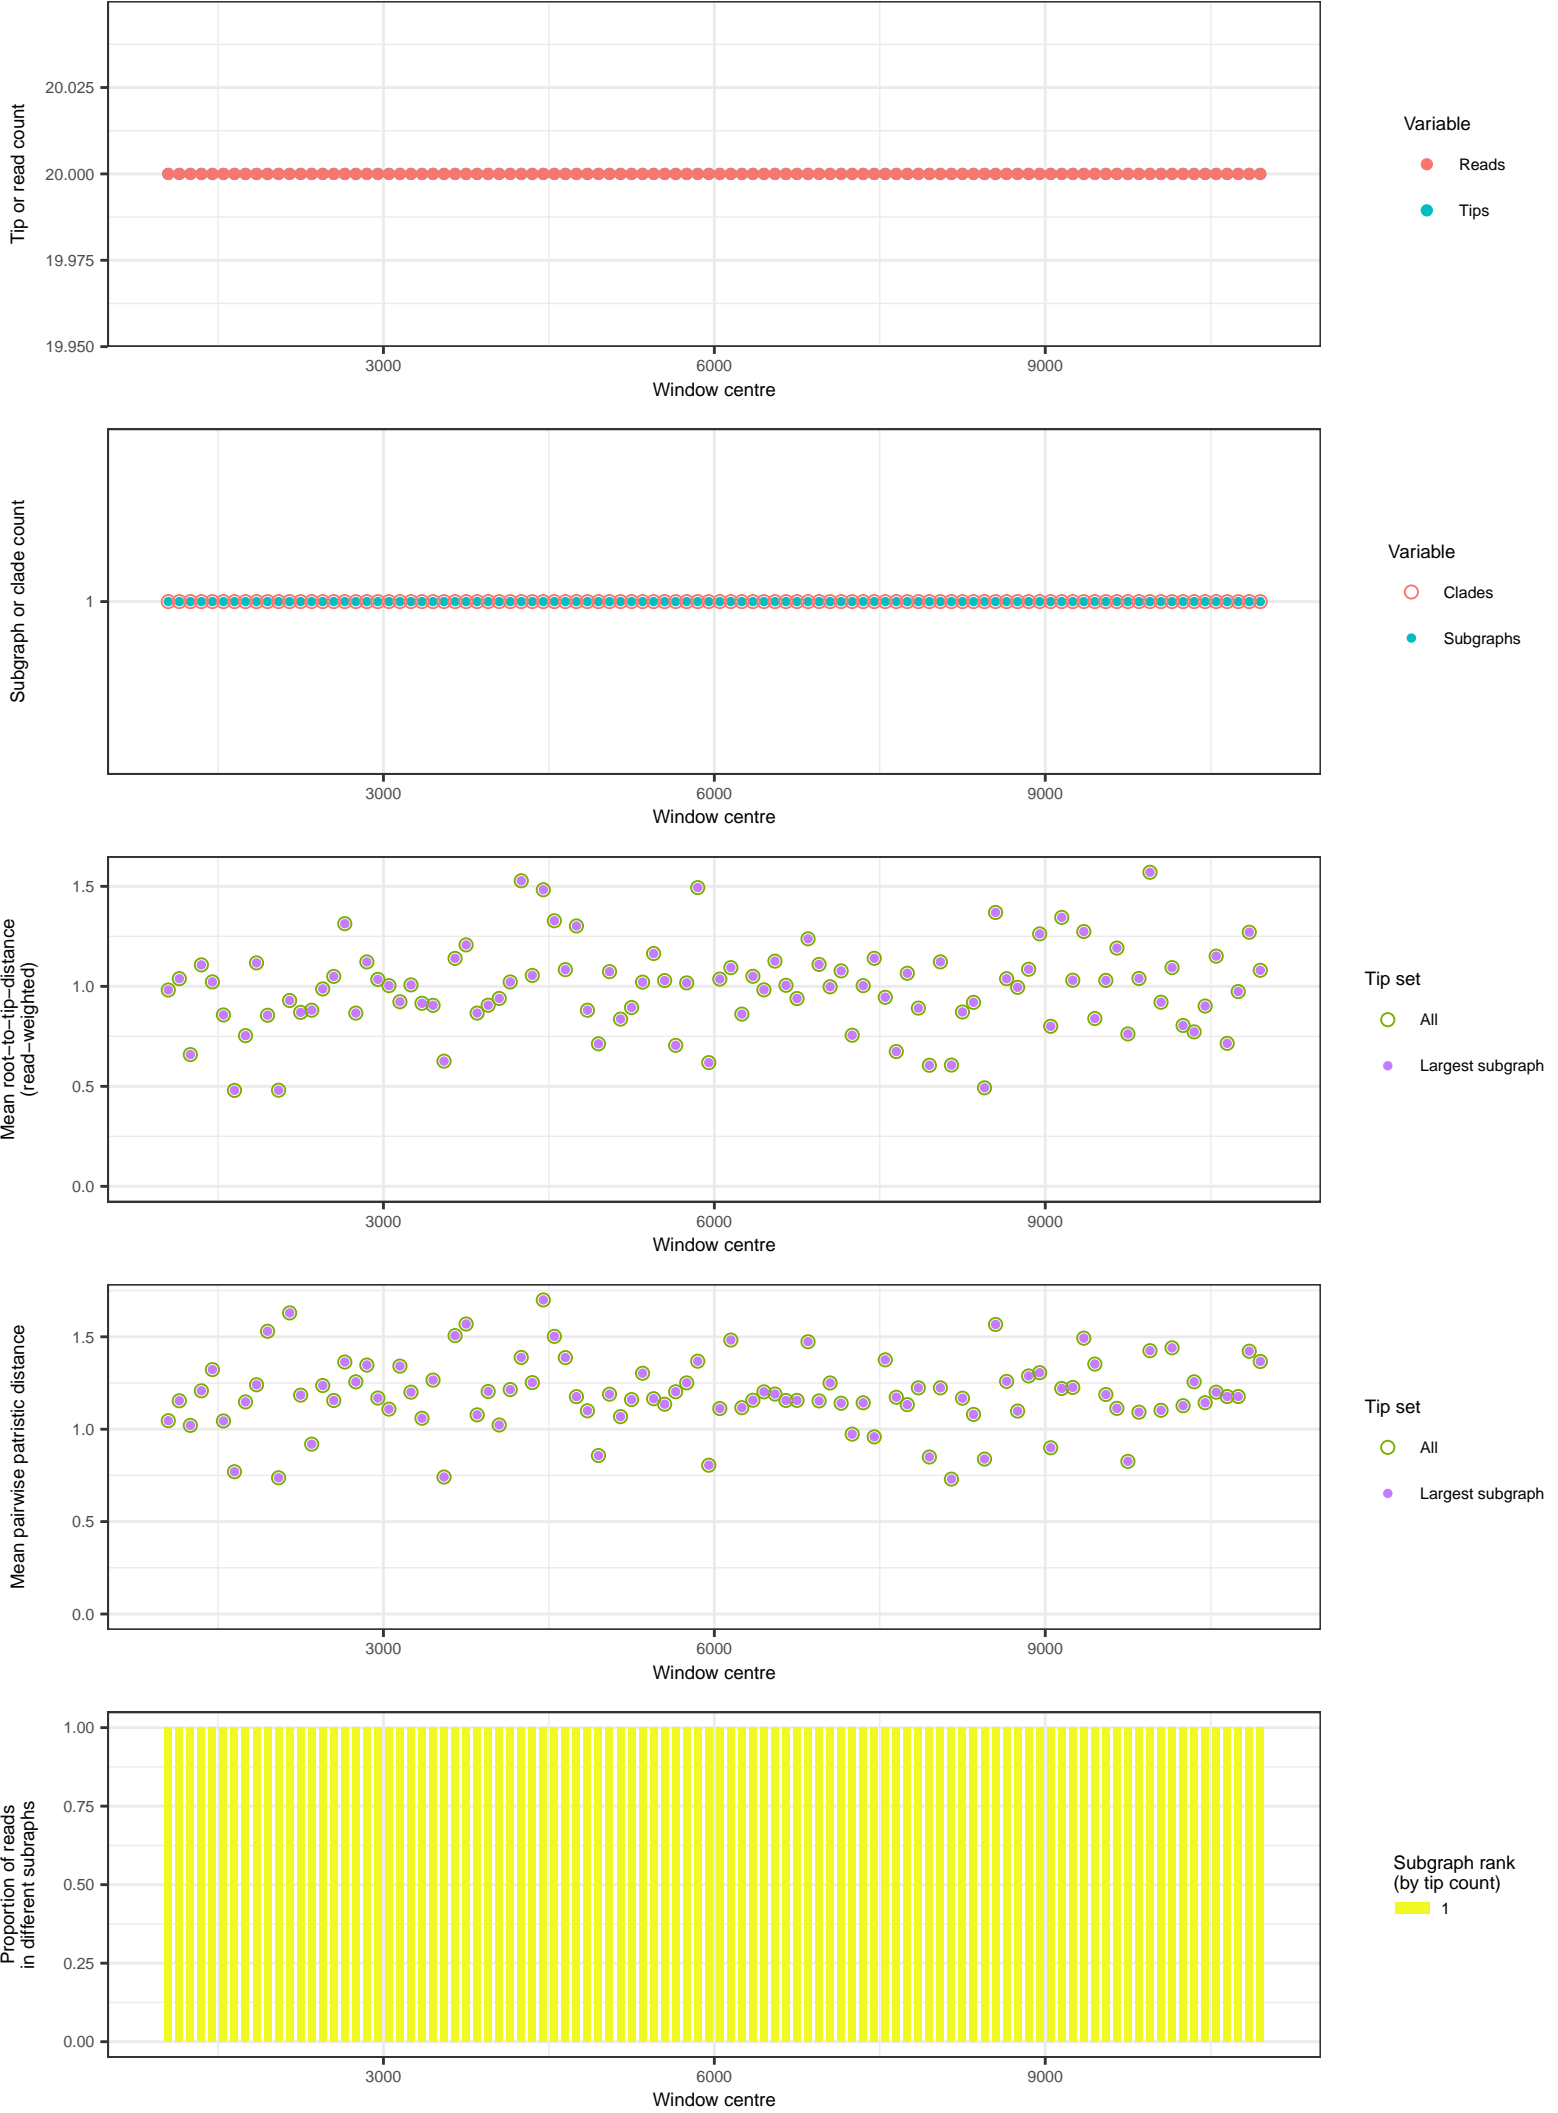 20.025
20.000
19.975
19.950
Tip or read count
3000 6000 9000
Window centre
Variable
Reads
Tips
1
Subgraph or clade count
3000 6000 9000
Window centre
Variable
Clades
Subgraphs
1.5
1.0
0.5
0.0
Mean root−to−tip−distance
(read−weighted)
3000 6000 9000
Window centre
Tip set
All
Largest subgraph
1.5
1.0
0.5
0.0
Mean pairwise patristic distance
3000 6000 9000
Window centre
Tip set
All
Largest subgraph
1.00
0.75
0.50
0.25
0.00
Proportion of reads
in different subraphs
3000 6000 9000
Window centre
Subgraph rank
(by tip count)
1